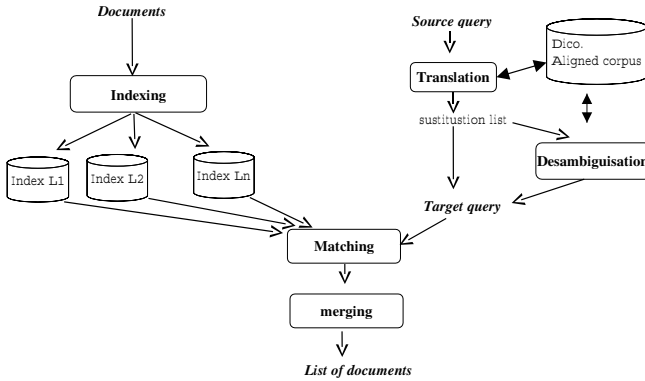 Documents
Source query
Dico.
Aligned corpus
Translation
Indexing
sustitustion list
Desambiguisation
Index L1
Index L2
Index Ln
Target query
Matching
merging
List of documents